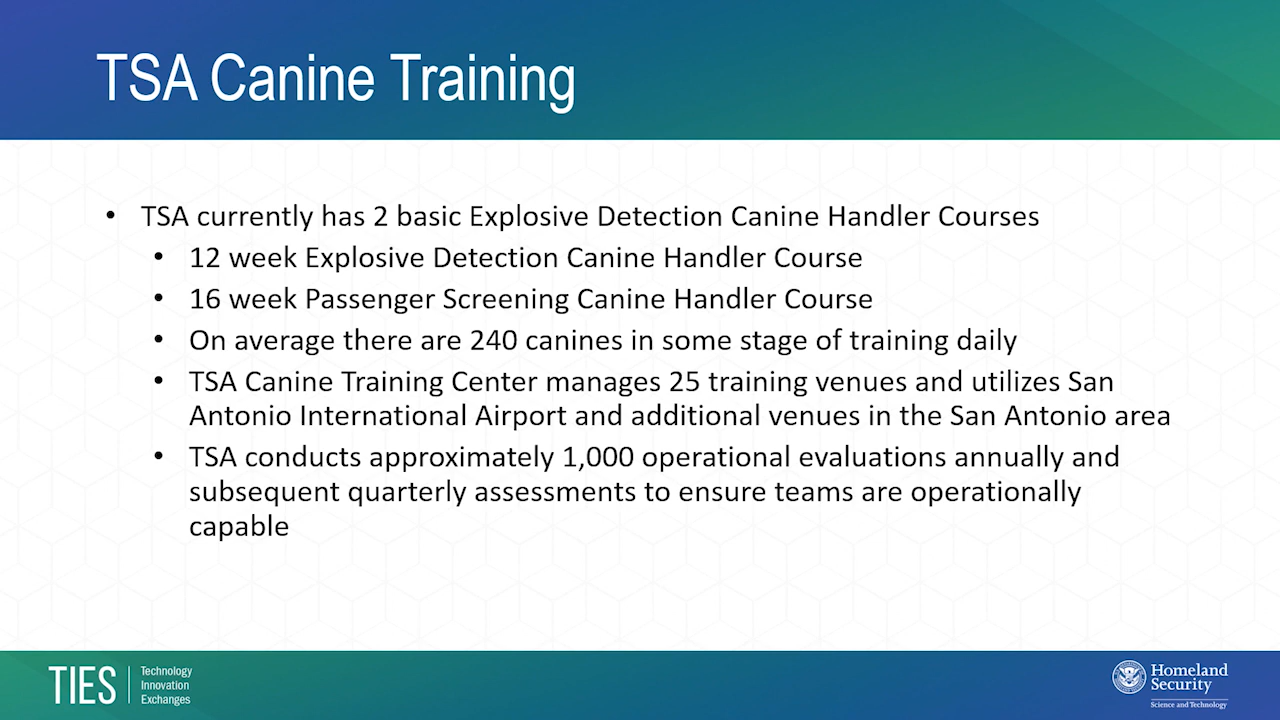 TSA Canine Training
• TSA currently has 2 basic Explosive Detection Canine Handler Courses
• 12 week Explosive Detection Canine Handler Course
• 16 week Passenger Screening Canine Handler Course
• On average there are 240 canines in some stage of training daily
• TSA Canine Training Center manages 25 training venues and utilizes San
Antonio International Airport and additional venues in the San Antonio area
• TSA conducts approximately 1,000 operational evaluations annually and
subsequent quarterly assessments to ensure teams are operationally
capable
TIES
Technology
Innovation
Exchanges
Homeland
Security
Science and Technology